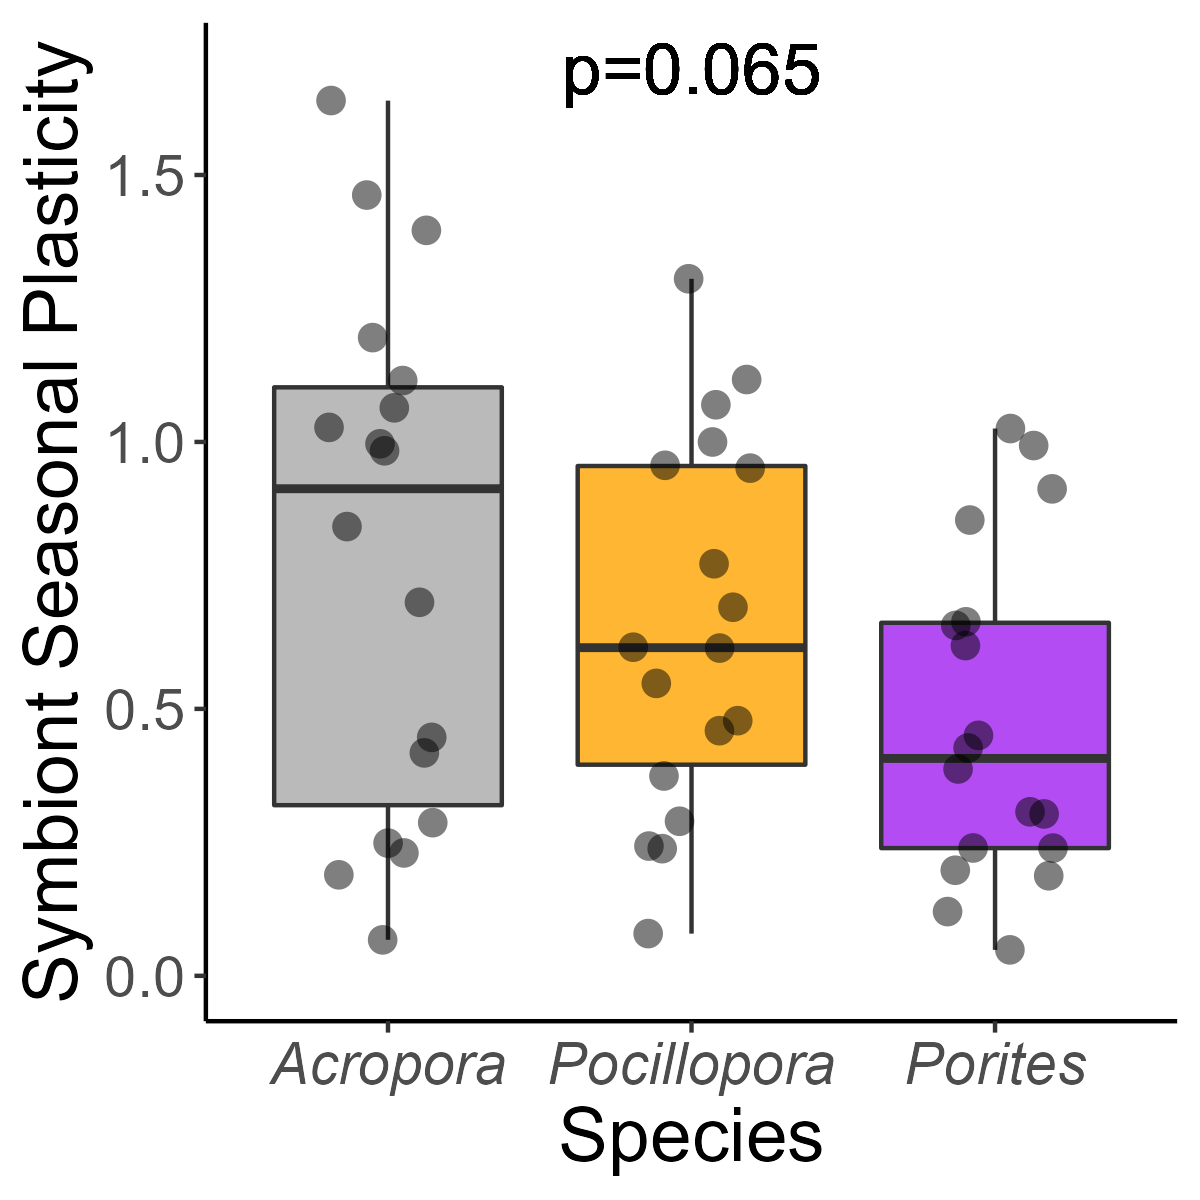 p=0.065
Symbiont Seasonal Plasticity
1.5
1.0
0.5
0.0
Acropora
Pocillopora
Porites
Species